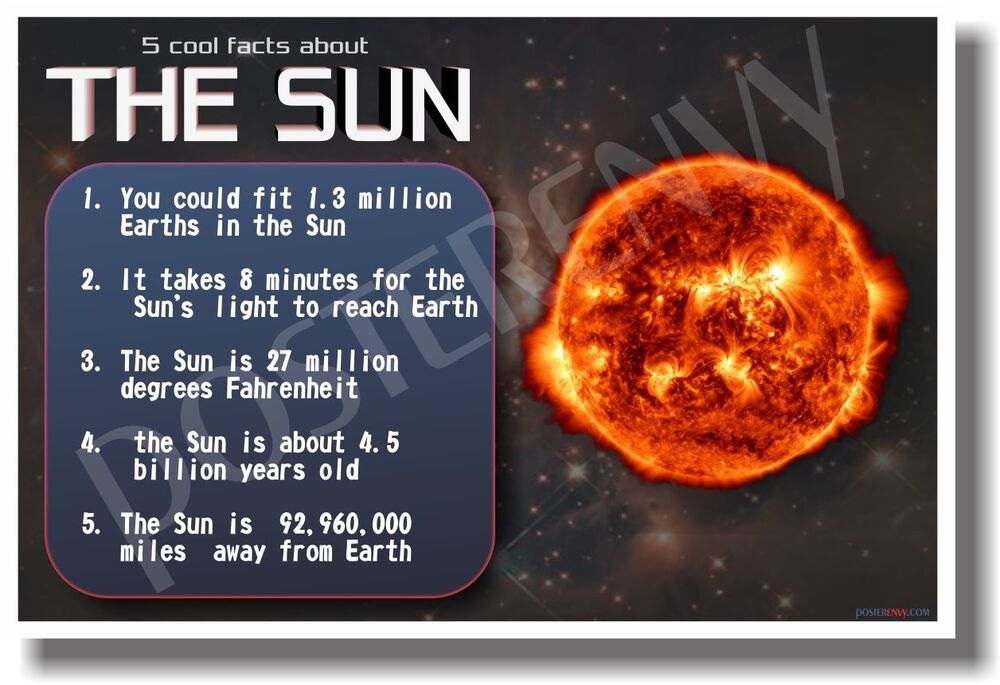 5 cool facts about
THE SUN
1. You could fit 1.3 million
Earths in the Sun
2. It takes 8 minutes for the
Sun's light to reach Earth
3. The Sun is 27 million
degrees Fahrenheit
4. the Sun is about 4.5
billion years old
5. The Sun is 92,960,000
miles away from Earth
POSTERENVY
POSTERENVY.COM